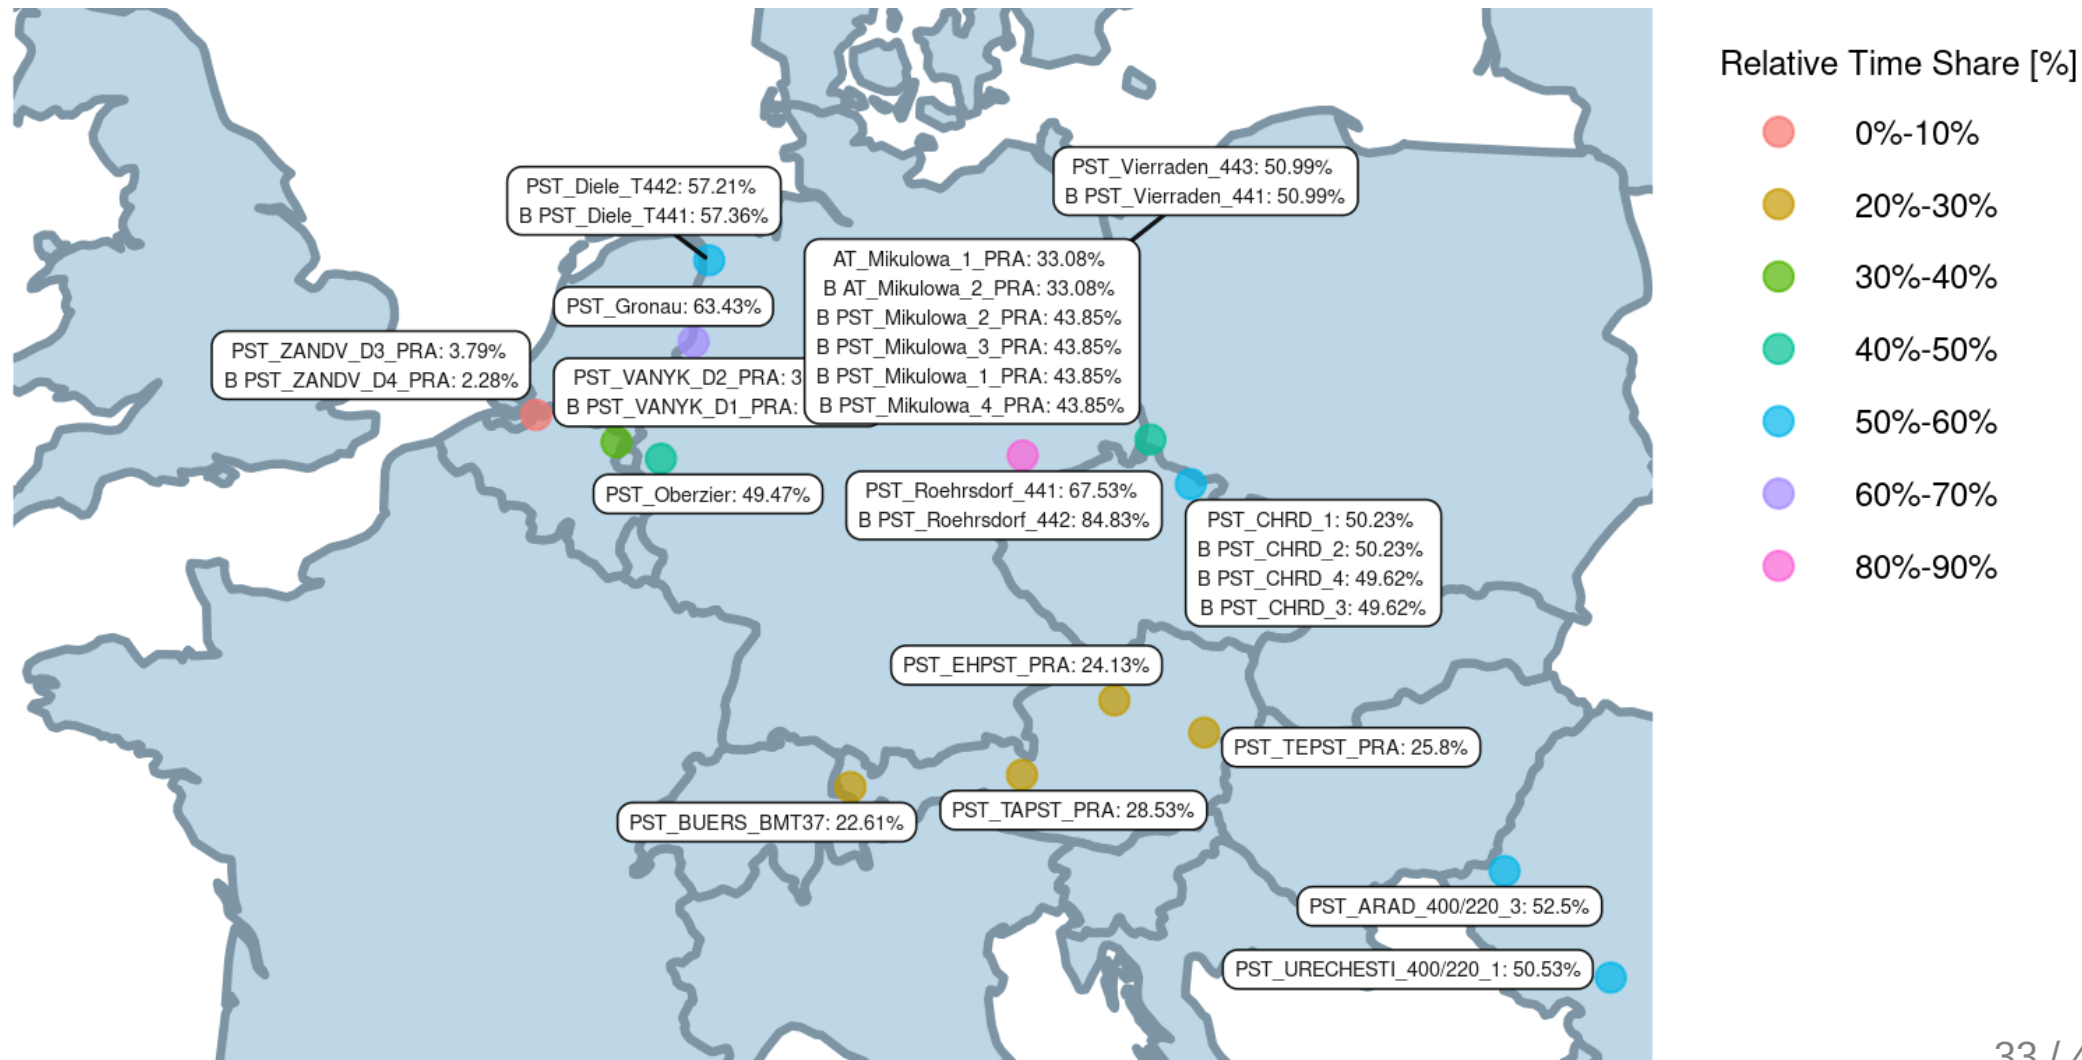 Relative Time Share [%]
0%-10%
20%-30%
30%-40%
40%-50%
50%-60%
60%-70%
80%-90%
PST_Vierraden_443: 50.99%
B PST_Vierraden_441: 50.99%
PST_Diele_T442: 57.21%
B PST_Diele_T441: 57.36%
AT_Mikulowa_1_PRA: 33.08%
B AT_Mikulowa_2_PRA: 33.08%
B PST_Mikulowa_2_PRA: 43.85%
B PST_Mikulowa_3_PRA: 43.85%
B PST_Mikulowa_1_PRA: 43.85%
B PST_Mikulowa_4_PRA: 43.85%
PST_Gronau: 63.43%
PST_ZANDV_D3_PRA: 3.79%
B PST_ZANDV_D4_PRA: 2.28%
PST_VANYK_D2_PRA: 3
B PST_VANYK_D1_PRA:
PST_Oberzier: 49.47%
PST_Roehrsdorf_441: 67.53%
B PST_Roehrsdorf_442: 84.83%
PST_CHRD_1: 50.23%
B PST_CHRD_2: 50.23%
B PST_CHRD_4: 49.62%
B PST_CHRD_3: 49.62%
PST_EHPST_PRA: 24.13%
PST_TEPST_PRA: 25.8%
PST_TAPST_PRA: 28.53%
PST_BUERS_BMT37: 22.61%
PST_ARAD_400/220_3: 52.5%
PST_URECHESTI_400/220_1: 50.53%
33 /